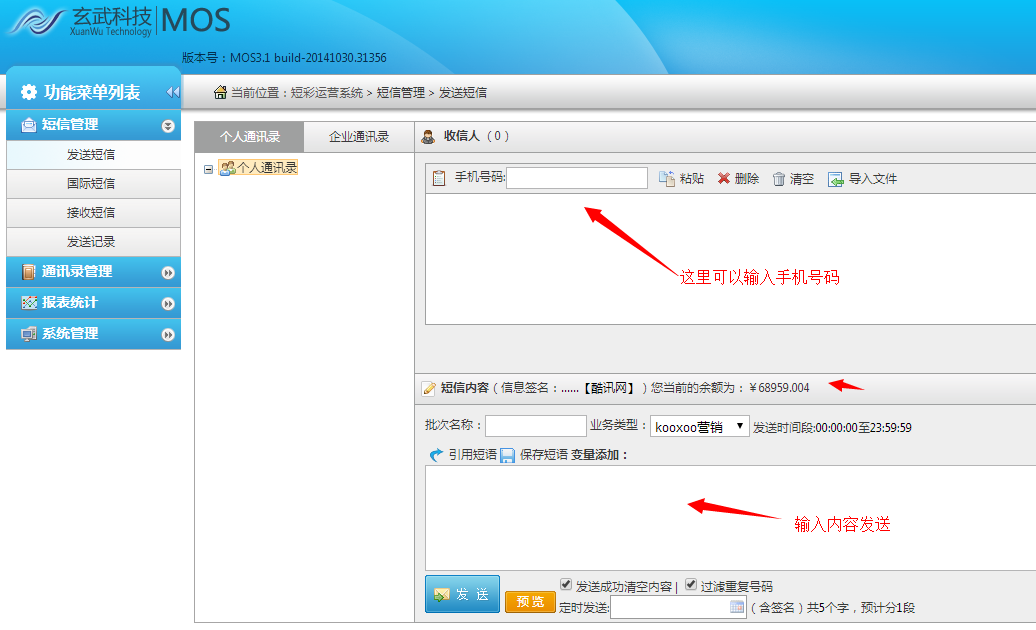 玄武科技 MOS
XuanWu Technology
版本号：MOS3.1 build-20141030.31356
功能菜单列表
当前位置：短彩运营系统 > 短信管理 > 发送短信
短信管理
发送短信
国际短信
接收短信
发送记录
通讯录管理
报表统计
系统管理
个人通讯录 企业通讯录
个人通讯录
收信人（0）
手机号码: 粘贴 删除 清空 导入文件
这里可以输入手机号码
短信内容（信息签名：......【酷讯网】）您当前的余额为：￥68959.004
批次名称： 业务类型： kooxoo营销 发送时间段:00:00:00至23:59:59
引用短语 保存短语 变量添加：
输入内容发送
发 送 预 览 发送成功清空内容 | 过滤重复号码
定时发送: （含签名）共5个字，预计分1段